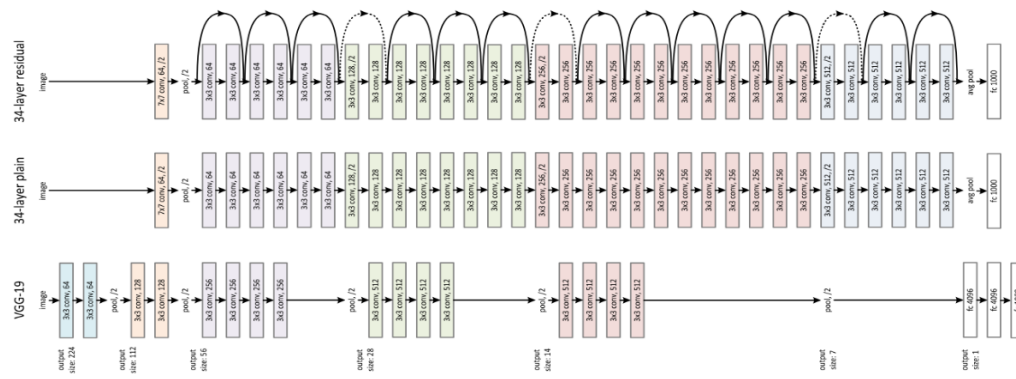 VGG-19
34-layer plain
34-layer residual
output
size: 224
output
size: 112
output
size: 56
output
size: 28
output
size: 14
output
size: 7
output
size: 1
image
3x3 conv, 64
3x3 conv, 64
pool, /2
3x3 conv, 128
3x3 conv, 128
pool, /2
3x3 conv, 256
3x3 conv, 256
3x3 conv, 256
3x3 conv, 256
pool, /2
3x3 conv, 512
3x3 conv, 512
3x3 conv, 512
3x3 conv, 512
pool, /2
3x3 conv, 512
3x3 conv, 512
3x3 conv, 512
3x3 conv, 512
pool, /2
fc 4096
fc 4096
image
7x7 conv, 64, /2
pool, /2
3x3 conv, 64
3x3 conv, 64
3x3 conv, 64
3x3 conv, 64
3x3 conv, 64
3x3 conv, 64
3x3 conv, 128, /2
3x3 conv, 128
3x3 conv, 128
3x3 conv, 128
3x3 conv, 128
3x3 conv, 128
3x3 conv, 128
3x3 conv, 128
3x3 conv, 256, /2
3x3 conv, 256
3x3 conv, 256
3x3 conv, 256
3x3 conv, 256
3x3 conv, 256
3x3 conv, 256
3x3 conv, 256
3x3 conv, 256
3x3 conv, 256
3x3 conv, 256
3x3 conv, 256
3x3 conv, 512, /2
3x3 conv, 512
3x3 conv, 512
3x3 conv, 512
3x3 conv, 512
3x3 conv, 512
avg pool
fc 1000
image
7x7 conv, 64, /2
pool, /2
3x3 conv, 64
3x3 conv, 64
3x3 conv, 64
3x3 conv, 64
3x3 conv, 64
3x3 conv, 64
3x3 conv, 128, /2
3x3 conv, 128
3x3 conv, 128
3x3 conv, 128
3x3 conv, 128
3x3 conv, 128
3x3 conv, 128
3x3 conv, 128
3x3 conv, 256, /2
3x3 conv, 256
3x3 conv, 256
3x3 conv, 256
3x3 conv, 256
3x3 conv, 256
3x3 conv, 256
3x3 conv, 256
3x3 conv, 256
3x3 conv, 256
3x3 conv, 256
3x3 conv, 256
3x3 conv, 512, /2
3x3 conv, 512
3x3 conv, 512
3x3 conv, 512
3x3 conv, 512
3x3 conv, 512
avg pool
fc 1000